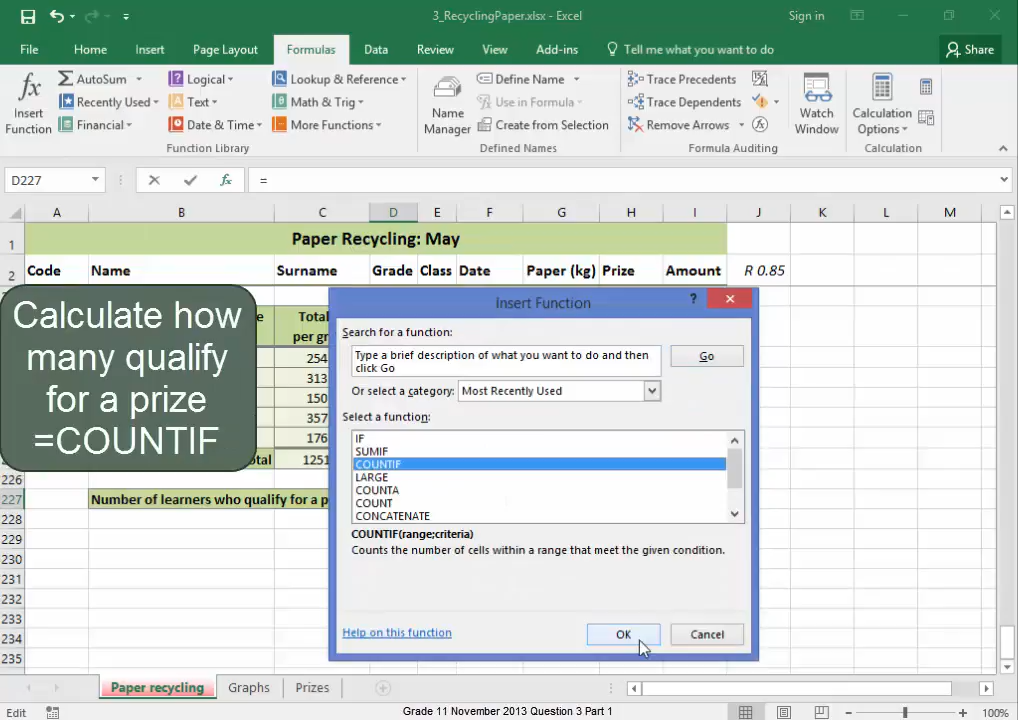 3_RecyclingPaper.xlsx - Excel
Sign in
File Home Insert Page Layout Formulas Data Review View Add-ins Tell me what you want to do Share
fx
Insert Function
AutoSum
Recently Used
Financial
Logical
Text
Date & Time
Lookup & Reference
Math & Trig
More Functions
Function Library
Name Manager
Define Name
Use in Formula
Create from Selection
Defined Names
Trace Precedents
Trace Dependents
Remove Arrows
Formula Auditing
Watch Window
Calculation Options
Calculation
D227 fx =
A B C D E F G H I J K L M
1 Paper Recycling: May
2 Code Name Surname Grade Class Date Paper (kg) Prize Amount R 0.85
Calculate how
many qualify
for a prize
=COUNTIF
e Total
per gr
254
313
150
357
176
otal 1251
226
227 Number of learners who qualify for a p
228
229
230
231
232
233
234
235
Insert Function
?
Search for a function:
Type a brief description of what you want to do and then
click Go
Go
Or select a category: Most Recently Used
Select a function:
IF
SUMIF
COUNTIF
LARGE
COUNTA
COUNT
CONCATENATE
COUNTIF(range;criteria)
Counts the number of cells within a range that meet the given condition.
Help on this function
OK Cancel
Paper recycling Graphs Prizes
Edit
Grade 11 November 2013 Question 3 Part 1
100%